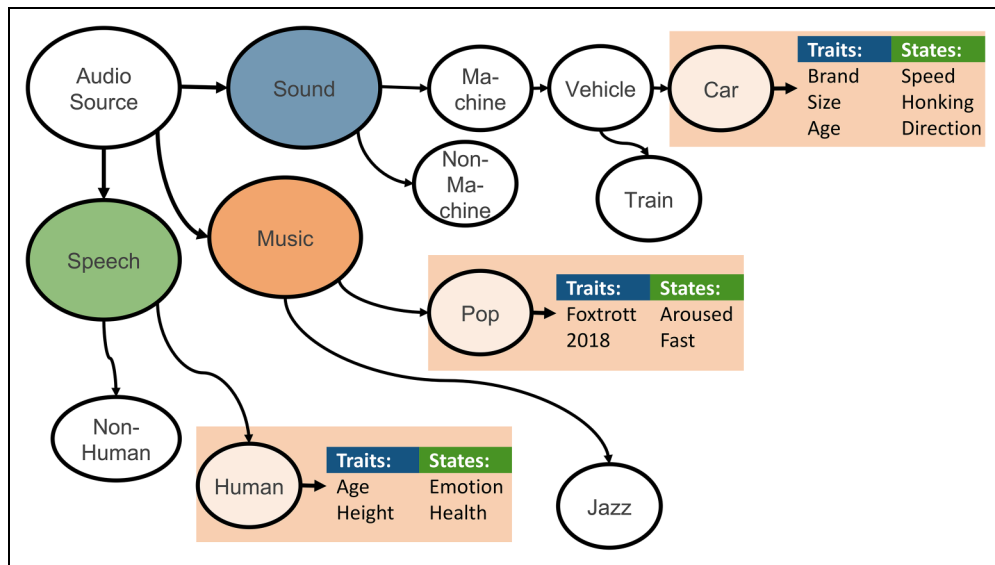 Audio
Source
Sound
Ma-
chine
Vehicle
Car
Traits: States:
Brand Speed
Size Honking
Age Direction
Non-
Ma-
chine
Train
Speech
Music
Pop
Traits: States:
Foxtrott Aroused
2018 Fast
Non-
Human
Human
Traits: States:
Age Emotion
Height Health
Jazz